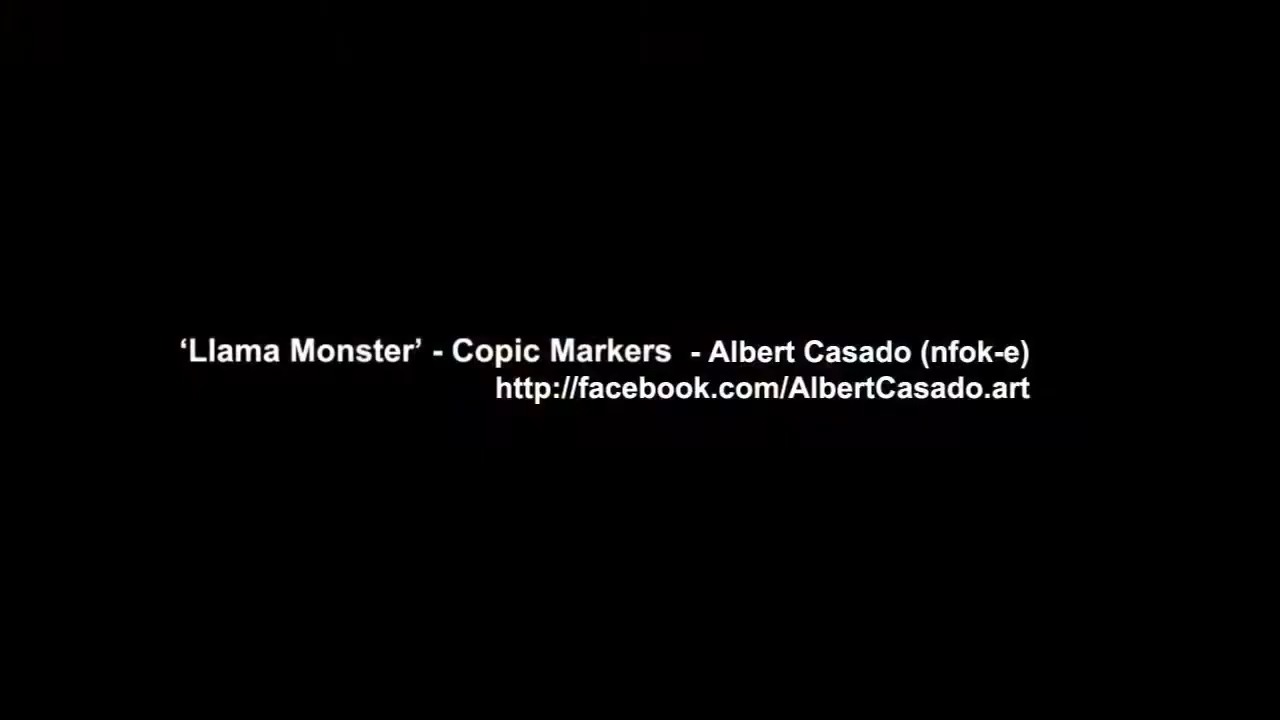 ‘Llama Monster’ - Copic Markers - Albert Casado (nfok-e)
http://facebook.com/AlbertCasado.art